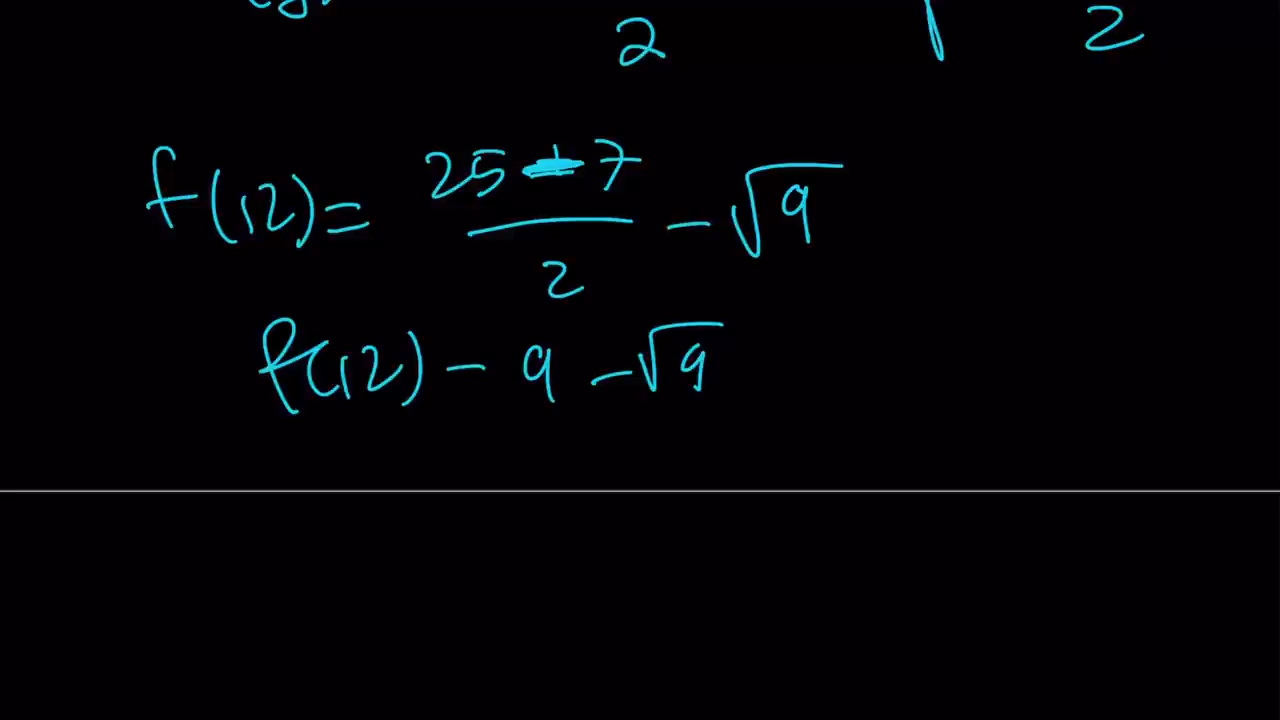 2 2
f(12) = (25 - 7)/2 - √9
f(12) - 9 - √9